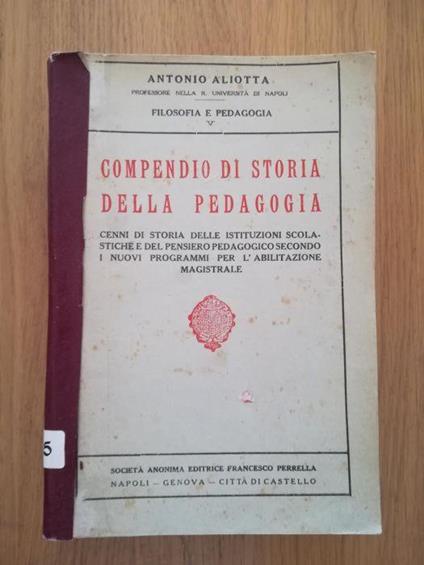 ANTONIO ALIOTTA
PROFESSORE NELLA R. UNIVERSITÀ DI NAPOLI
FILOSOFIA E PEDAGOGIA
V
COMPENDIO DI STORIA
DELLA PEDAGOGIA
CENNI DI STORIA DELLE ISTITUZIONI SCOLA-
STICHE E DEL PENSIERO PEDAGOGICO SECONDO
I NUOVI PROGRAMMI PER L'ABILITAZIONE
MAGISTRALE
5
SOCIETÀ ANONIMA EDITRICE FRANCESCO PERRELLA
NAPOLI - GENOVA - CITTÀ DI CASTELLO